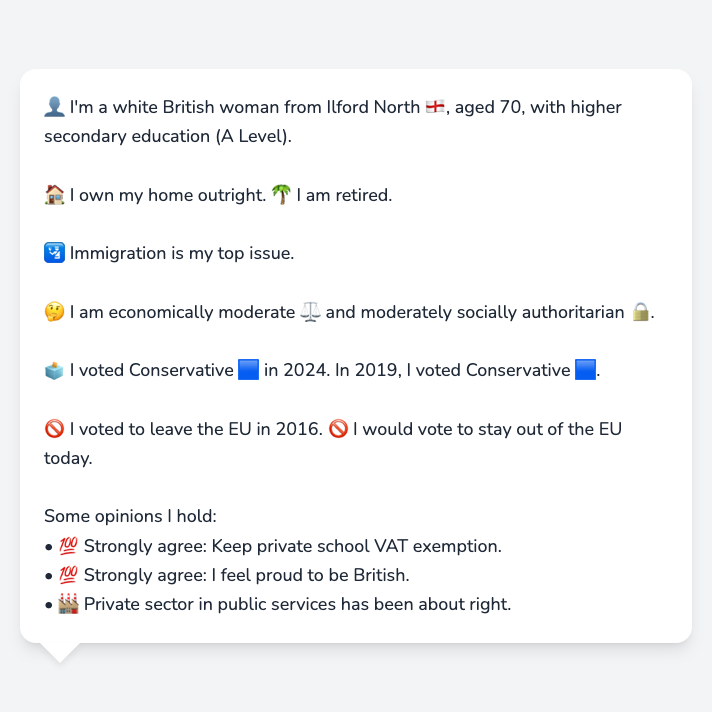 👤 I'm a white British woman from Ilford North 🏴󠁧󠁢󠁥󠁮󠁧󠁿, aged 70, with higher
secondary education (A Level).
🏠 I own my home outright. 🌴 I am retired.
🛂 Immigration is my top issue.
🤔 I am economically moderate ⚖️ and moderately socially authoritarian 🔒.
🗳️ I voted Conservative 🟦 in 2024. In 2019, I voted Conservative 🟦.
🚫 I voted to leave the EU in 2016. 🚫 I would vote to stay out of the EU
today.
Some opinions I hold:
• 💯 Strongly agree: Keep private school VAT exemption.
• 💯 Strongly agree: I feel proud to be British.
• 🏭 Private sector in public services has been about right.